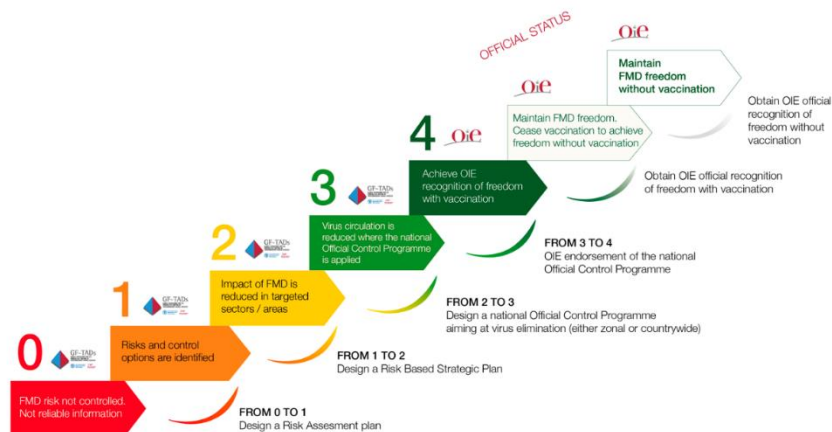 OFFICIAL STATUS
OiE
Maintain
FMD freedom
without vaccination
Obtain OIE official
recognition of
freedom without
vaccination
OiE
Maintain FMD freedom.
Cease vaccination to achieve
freedom without vaccination
Obtain OIE official recognition
of freedom with vaccination
4
OiE
Achieve OIE
recognition of freedom
with vaccination
FROM 3 TO 4
OIE endorsement of the national
Official Control Programme
3
GF-TADs
Virus circulation is
reduced where the national
Official Control Programme
is applied
FROM 2 TO 3
Design a national Official Control Programme
aiming at virus elimination (either zonal or countrywide)
2
GF-TADs
Impact of FMD is
reduced in targeted
sectors / areas
FROM 1 TO 2
Design a Risk Based Strategic Plan
1
GF-TADs
Risks and control
options are identified
FROM 0 TO 1
Design a Risk Assesment plan
0
GF-TADs
FMD risk not controlled.
Not reliable information